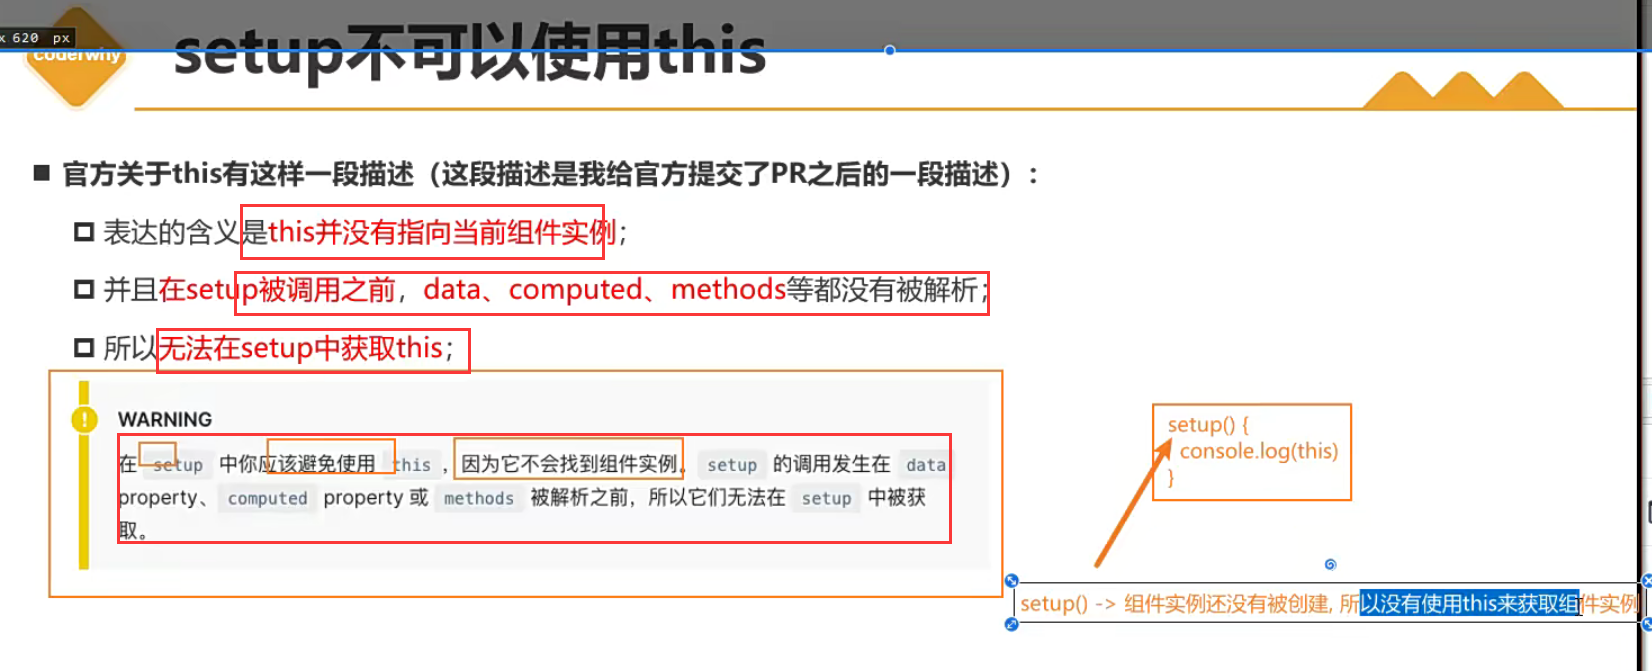 x 620 px
coderwhy
setup不可以使用this
官方关于this有这样一段描述（这段描述是我给官方提交了PR之后的一段描述）：
表达的含义是this并没有指向当前组件实例；
并且在setup被调用之前，data、computed、methods等都没有被解析；
所以无法在setup中获取this；
WARNING
在 setup 中你应该避免使用 this，因为它不会找到组件实例。setup 的调用发生在 data
property、computed property 或 methods 被解析之前，所以它们无法在 setup 中被获
取。
setup() {
console.log(this)
}
setup() -> 组件实例还没有被创建, 所以没有使用this来获取组件实例